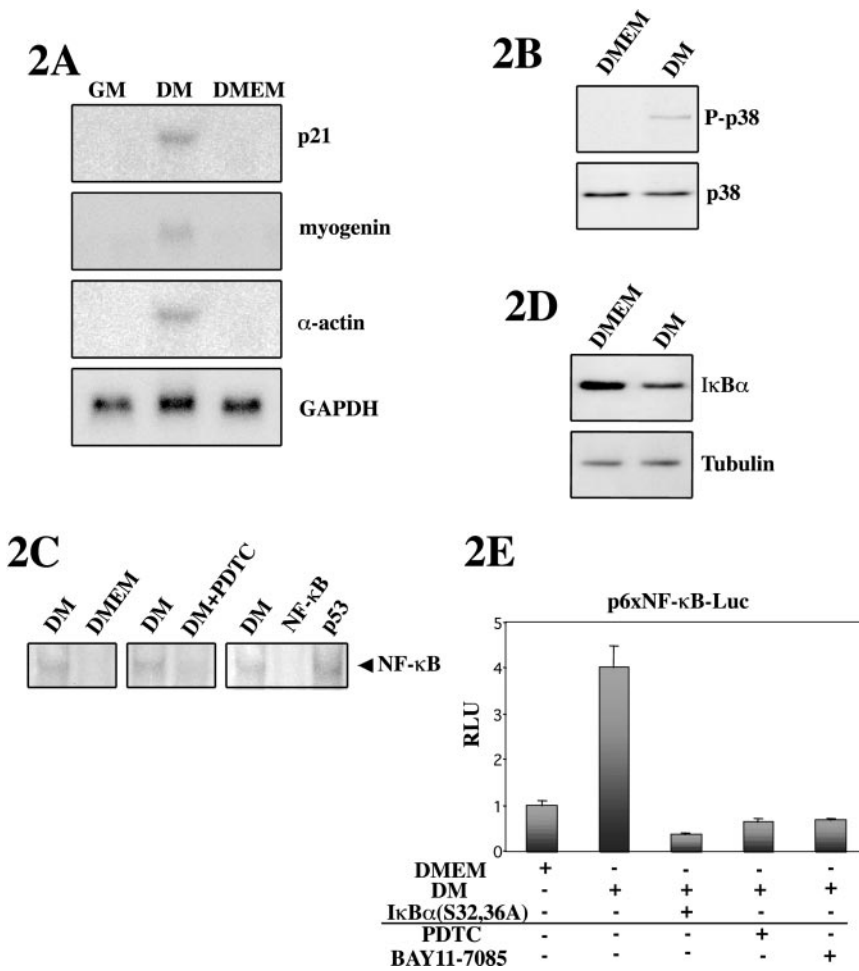 2A
GM DM DMEM
p21
myogenin
α-actin
GAPDH
2B
DMEM DM
P-p38
p38
2D
DMEM DM
IκBα
Tubulin
2C
DM DMEM DM DM+PDTC DM NF-κB p53
◄ NF-κB
2E
p6xNF-κB-Luc
5
4
3
2
1
0
RLU
DMEM + - - - -
DM - + + + +
IκBα(S32,36A) - - + - -
PDTC - - - + -
BAY11-7085 - - - - +